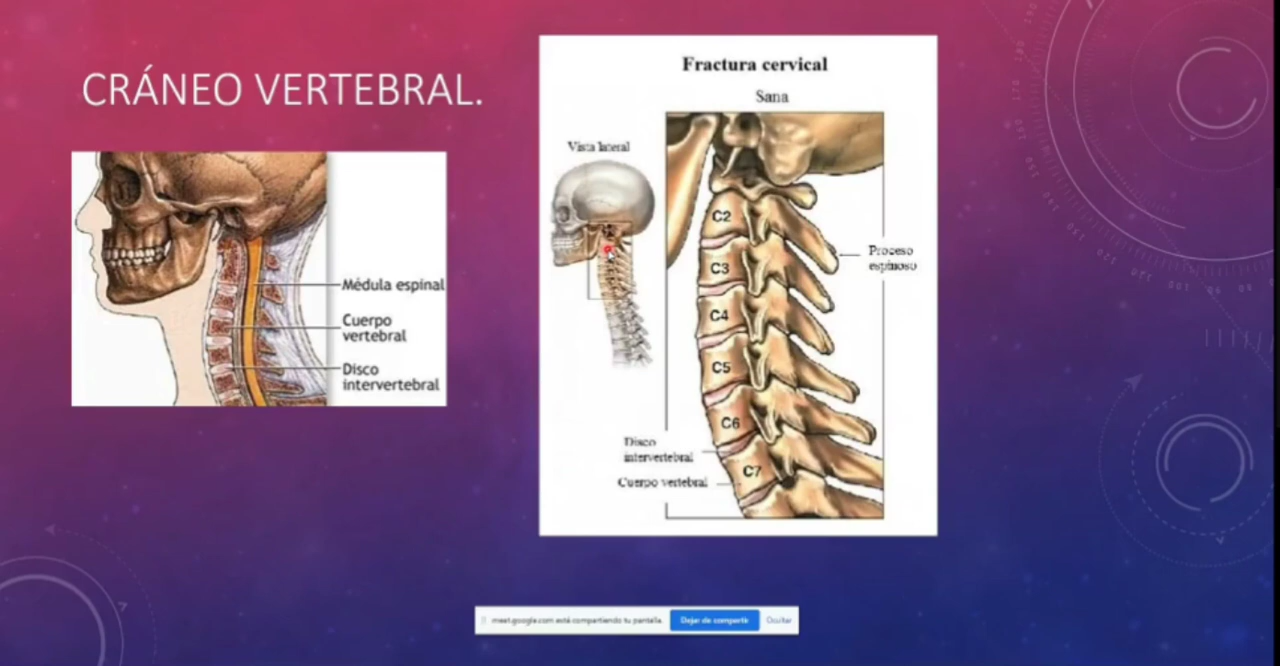 CRÁNEO VERTEBRAL.
Médula espinal
Cuerpo
vertebral
Disco
intervertebral
Fractura cervical
Sana
Vista lateral
C2
C3
C4
C5
C6
C7
Proceso
espinoso
Disco
intervertebral
Cuerpo vertebral
meet.google.com está compartiendo tu pantalla.
Dejar de compartir
Ocultar